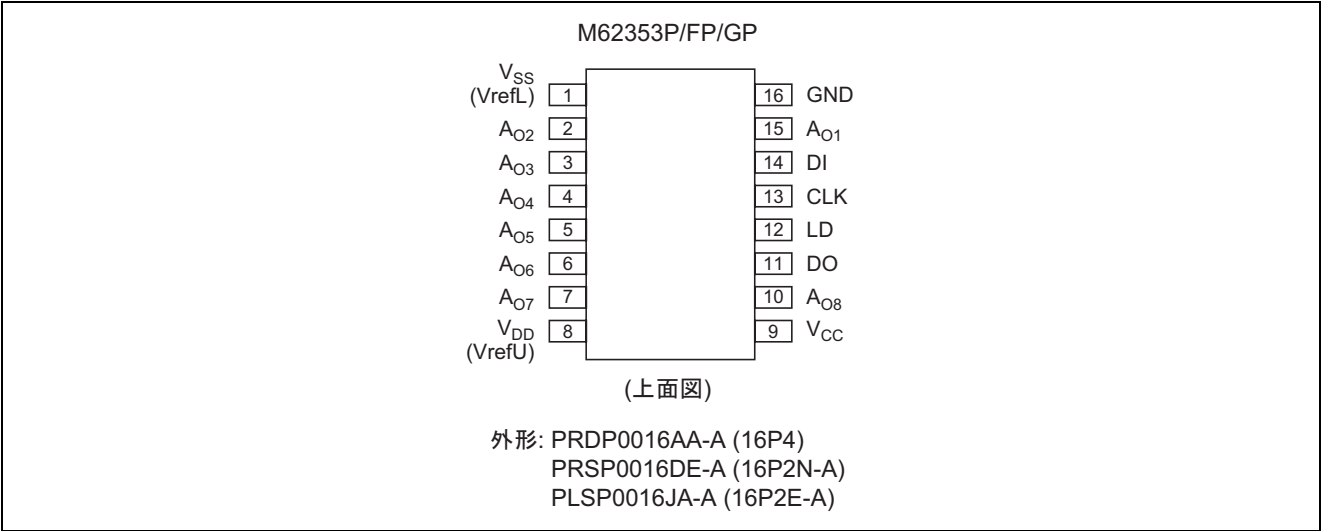 M62353P/FP/GP
VSS
(VrefL) 1 16 GND
AO2 2 15 AO1
AO3 3 14 DI
AO4 4 13 CLK
AO5 5 12 LD
AO6 6 11 DO
AO7 7 10 AO8
VDD 8 9 VCC
(VrefU)
(上面図)
外形: PRDP0016AA-A (16P4)
PRSP0016DE-A (16P2N-A)
PLSP0016JA-A (16P2E-A)